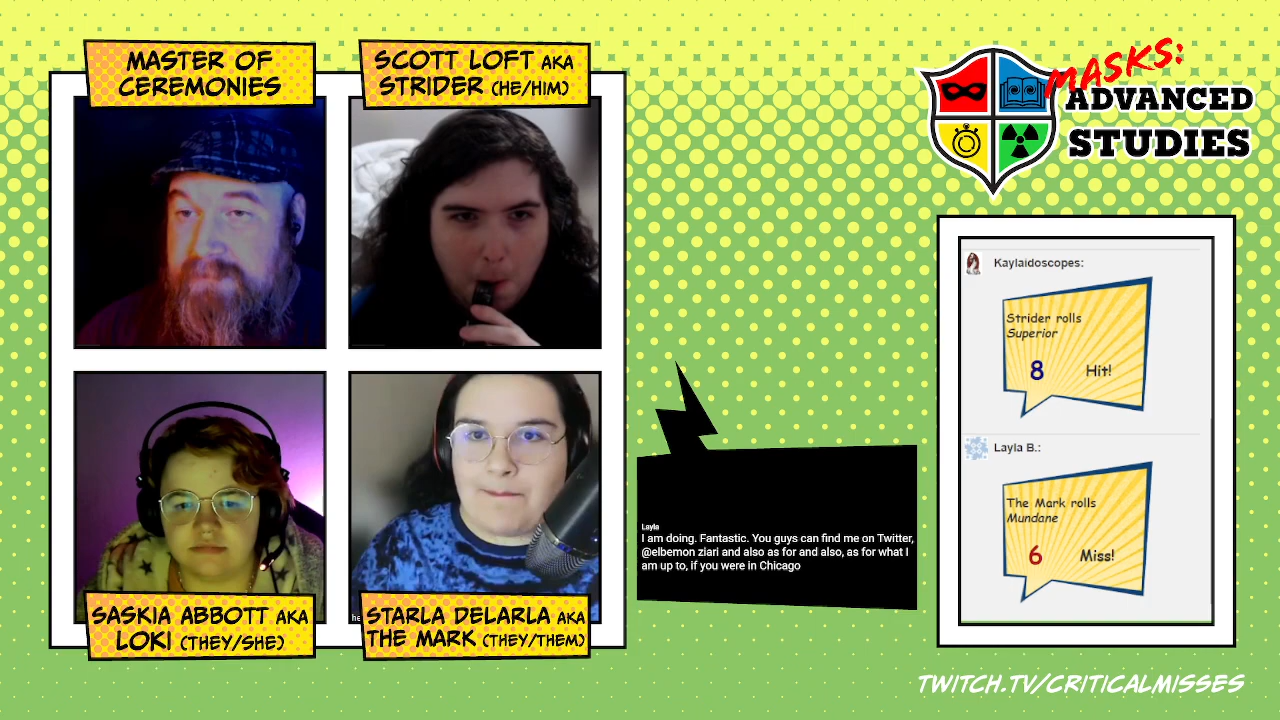 MASTER OF
CEREMONIES
SCOTT LOFT AKA
STRIDER (HE/HIM)
SASKIA ABBOTT AKA
LOKI (THEY/SHE)
STARLA DELARLA AKA
THE MARK (THEY/THEM)
he
Layla
I am doing. Fantastic. You guys can find me on Twitter,
@elbemon ziari and also as for and also, as for what I
am up to, if you were in Chicago
MASKS:
ADVANCED
STUDIES
Kaylaidoscopes:
Strider rolls
Superior
8 Hit!
Layla B.:
The Mark rolls
Mundane
6 Miss!
TWITCH.TV/CRITICALMISSES